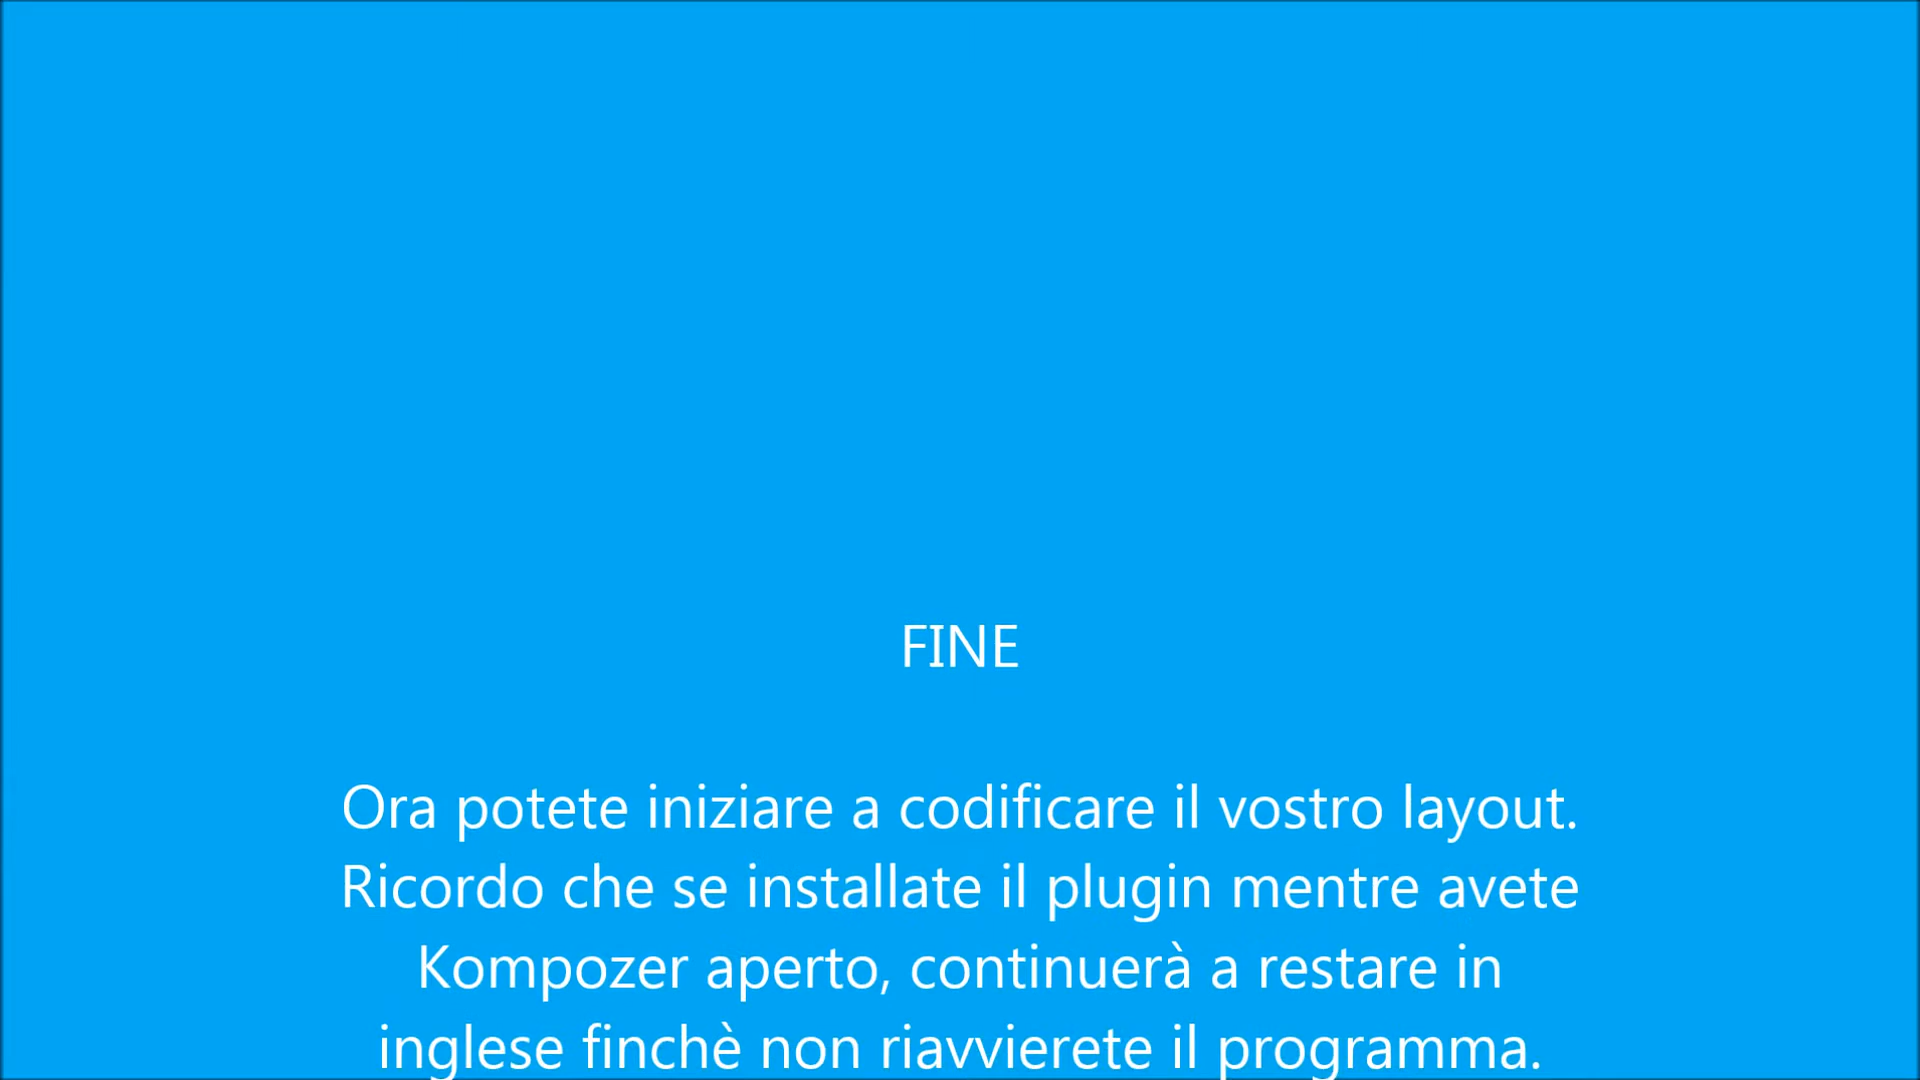 FINE
Ora potete iniziare a codificare il vostro layout.
Ricordo che se installate il plugin mentre avete
Kompozer aperto, continuerà a restare in
inglese finchè non riavvierete il programma.